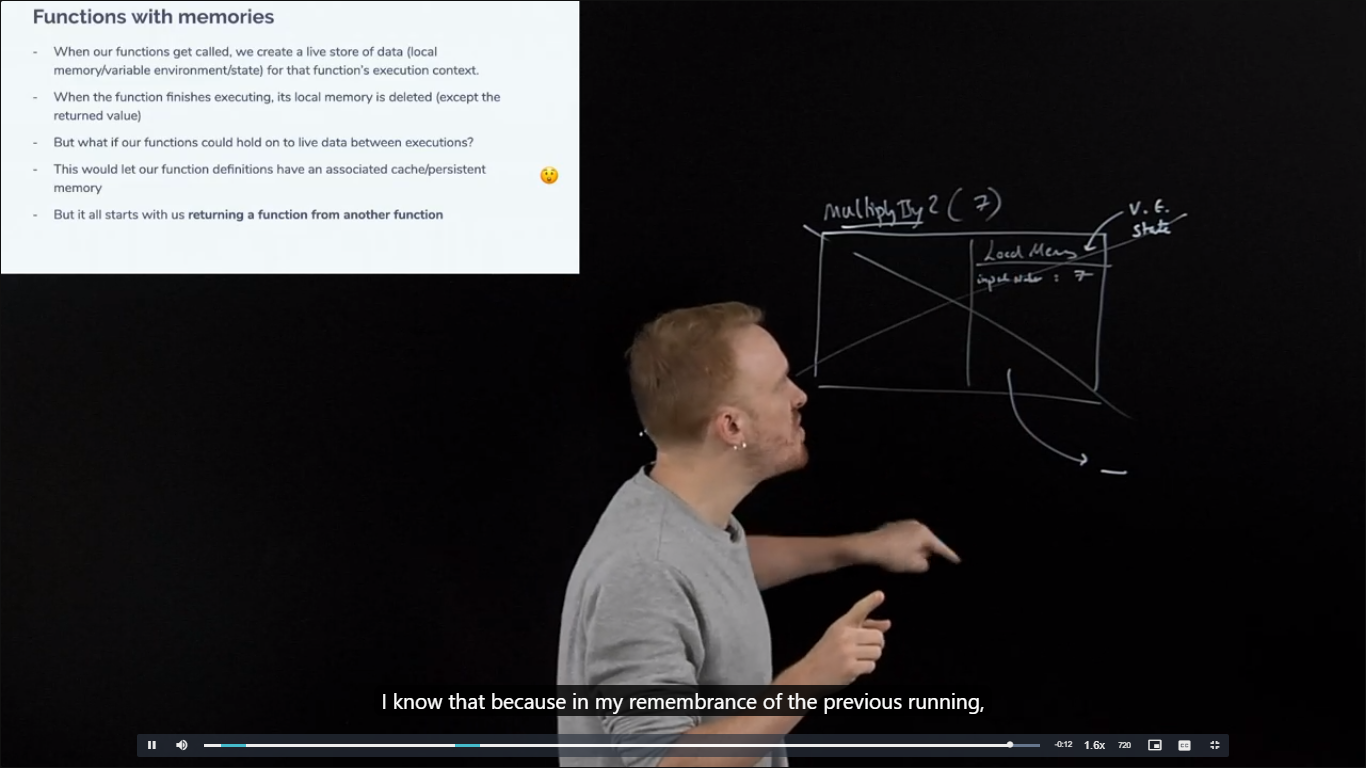 Functions with memories
- When our functions get called, we create a live store of data (local
memory/variable environment/state) for that function's execution context.
- When the function finishes executing, its local memory is deleted (except the
returned value)
- But what if our functions could hold on to live data between executions?
- This would let our function definitions have an associated cache/persistent
memory
- But it all starts with us returning a function from another function
multiplyBy2 ( 7 )
V. E.
State
Local Mem
: 7
I know that because in my remembrance of the previous running,
-0:12 1.6x 720 CC